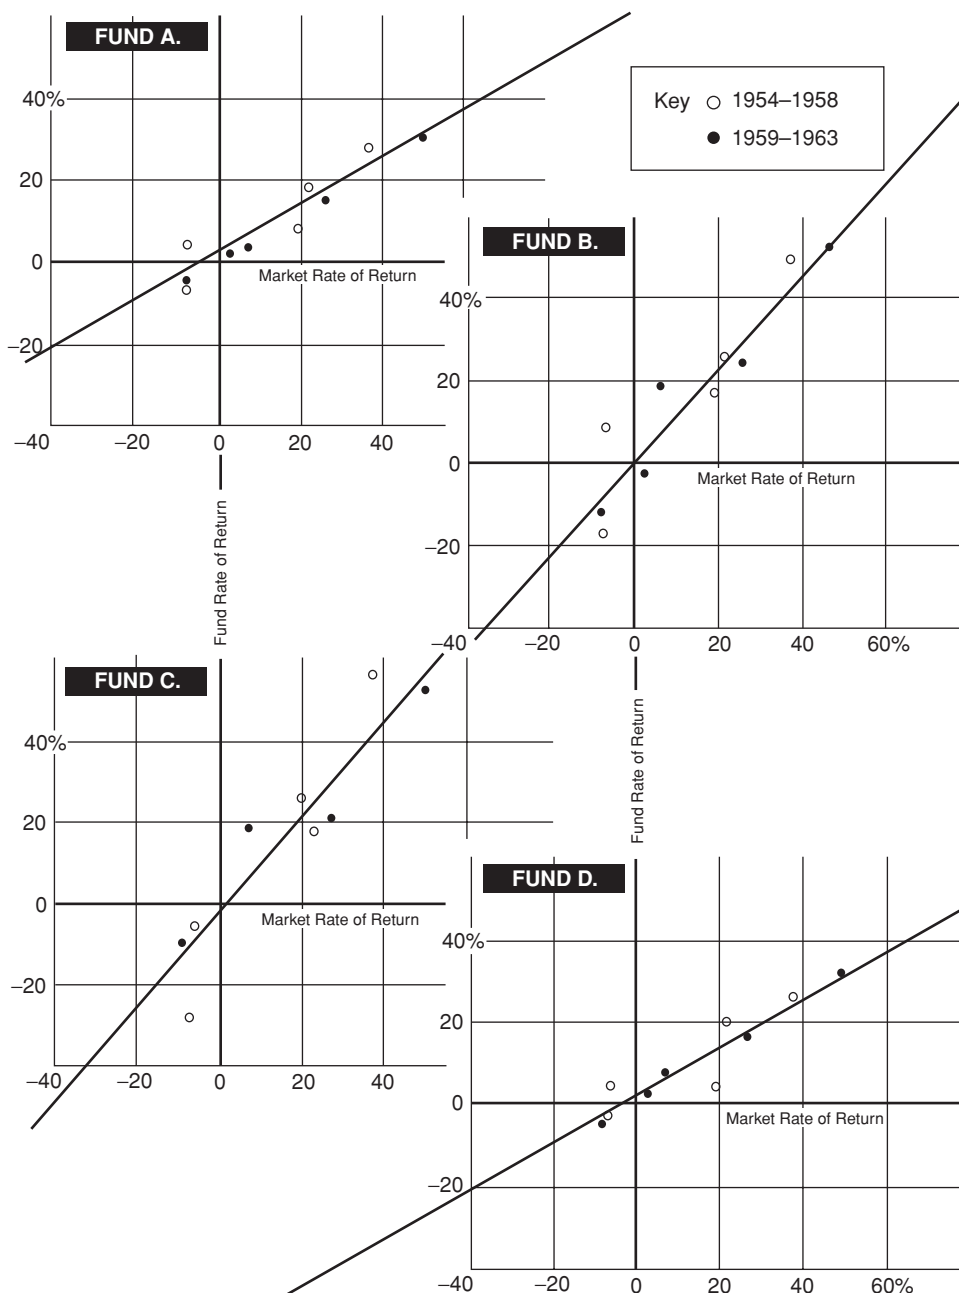 FUND A.
40%
20
0
Market Rate of Return
−20
−40 −20 0 20 40
Key 1954–1958
1959–1963
FUND B.
40%
20
0
Market Rate of Return
−20
−40 −20 0 20 40 60%
Fund Rate of Return
FUND C.
40%
20
0
Market Rate of Return
−20
−40 −20 0 20 40
Fund Rate of Return
FUND D.
40%
20
0
Market Rate of Return
−20
−40 −20 0 20 40 60%